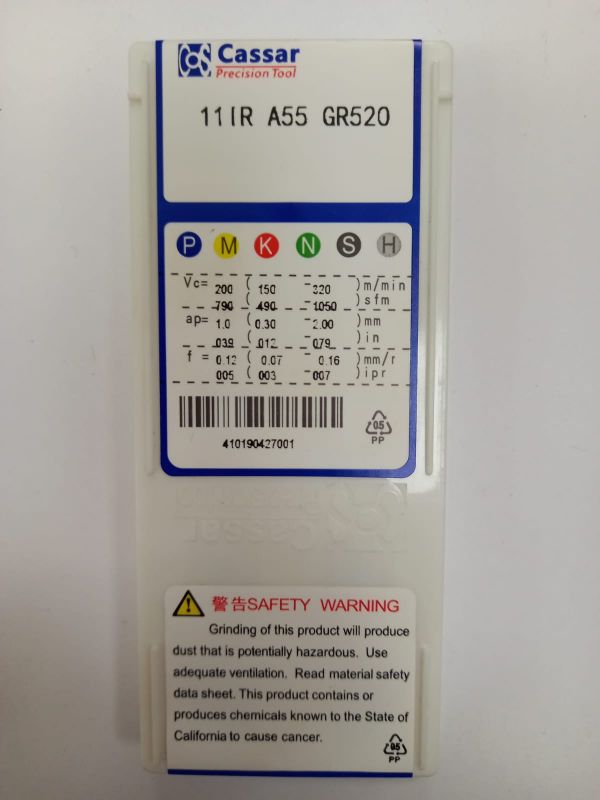 Cassar
Precision Tool
11IR A55 GR520
P M K N S H
Vc= 200 ( 150 - 320 )m/min
790 ( 490 - 1050 )sfm
ap= 1.0 ( 0.30 - 2.00 )mm
.039 ( .012 - .079 )in
f = 0.12 ( 0.07 - 0.16 )mm/r
.005 ( .003 - .007 )ipr
410190427001
05
PP
Cassar
警告SAFETY WARNING
Grinding of this product will produce
dust that is potentially hazardous. Use
adequate ventilation. Read material safety
data sheet. This product contains or
produces chemicals known to the State of
California to cause cancer.
05
PP